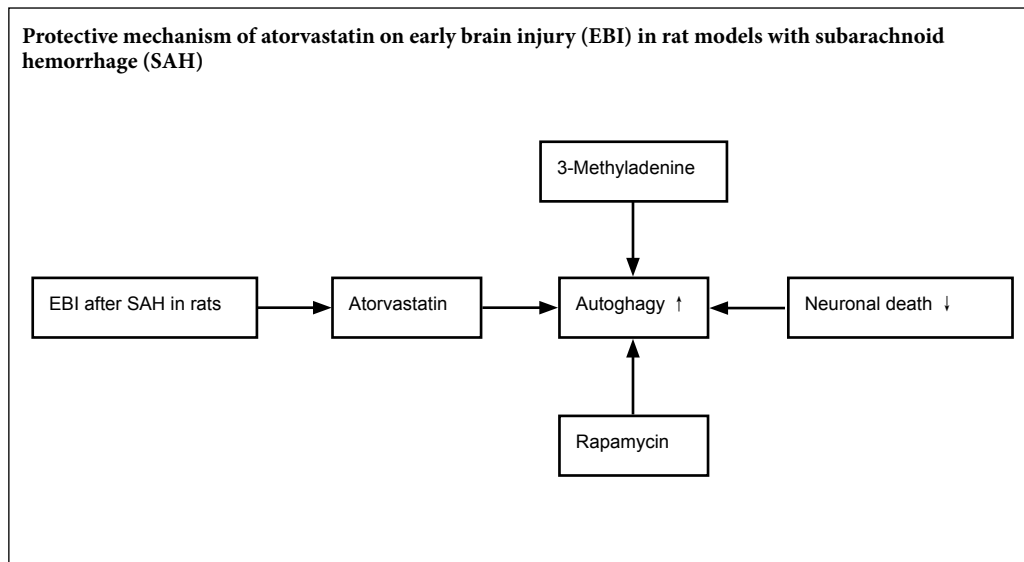 Protective mechanism of atorvastatin on early brain injury (EBI) in rat models with subarachnoid
hemorrhage (SAH)
3-Methyladenine
EBI after SAH in rats
Atorvastatin
Autoghagy ↑
Neuronal death ↓
Rapamycin